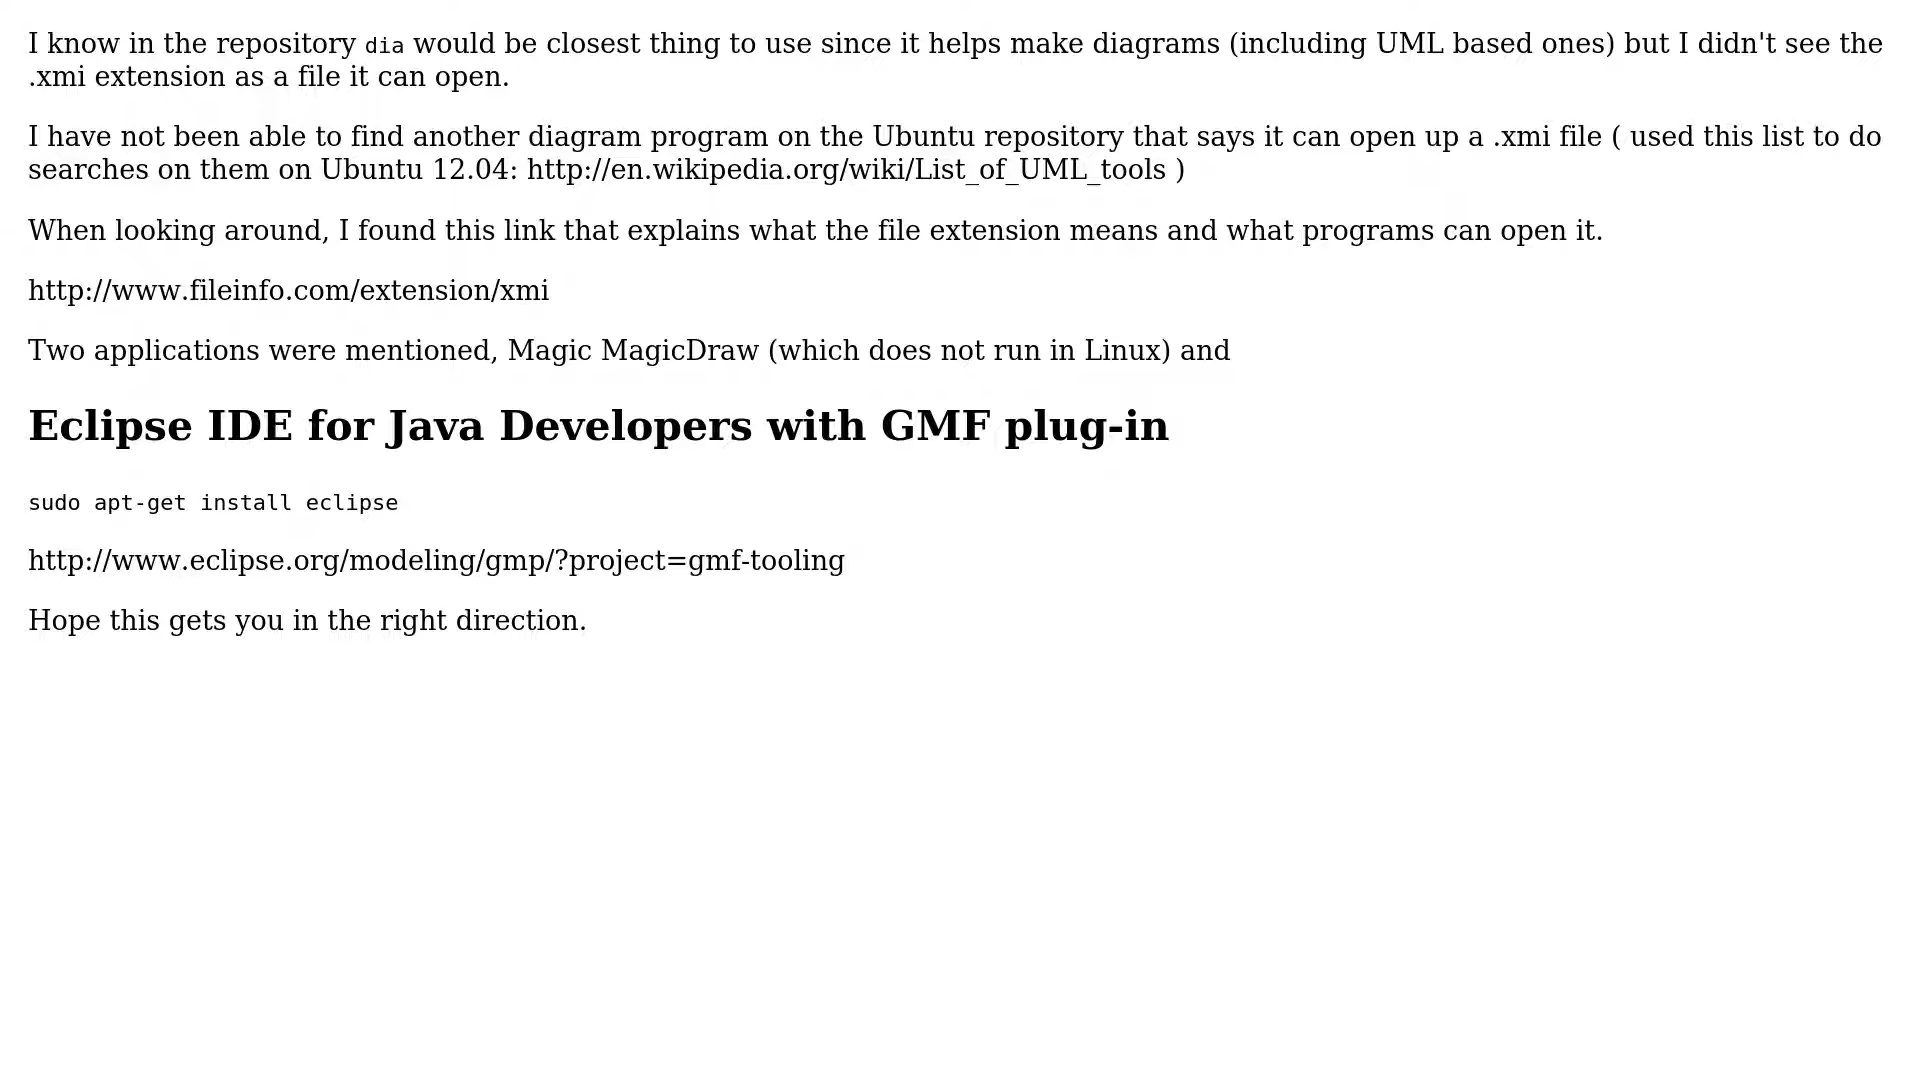 I know in the repository dia would be closest thing to use since it helps make diagrams (including UML based ones) but I didn't see the
.xmi extension as a file it can open.
I have not been able to find another diagram program on the Ubuntu repository that says it can open up a .xmi file ( used this list to do
searches on them on Ubuntu 12.04: http://en.wikipedia.org/wiki/List_of_UML_tools )
When looking around, I found this link that explains what the file extension means and what programs can open it.
http://www.fileinfo.com/extension/xmi
Two applications were mentioned, Magic MagicDraw (which does not run in Linux) and
Eclipse IDE for Java Developers with GMF plug-in
sudo apt-get install eclipse
http://www.eclipse.org/modeling/gmp/?project=gmf-tooling
Hope this gets you in the right direction.